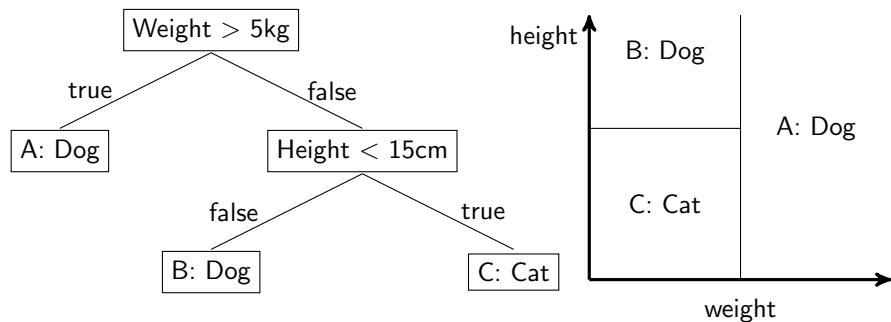 Weight > 5kg
true
false
A: Dog
Height < 15cm
false
true
B: Dog
C: Cat
height
B: Dog
A: Dog
C: Cat
weight